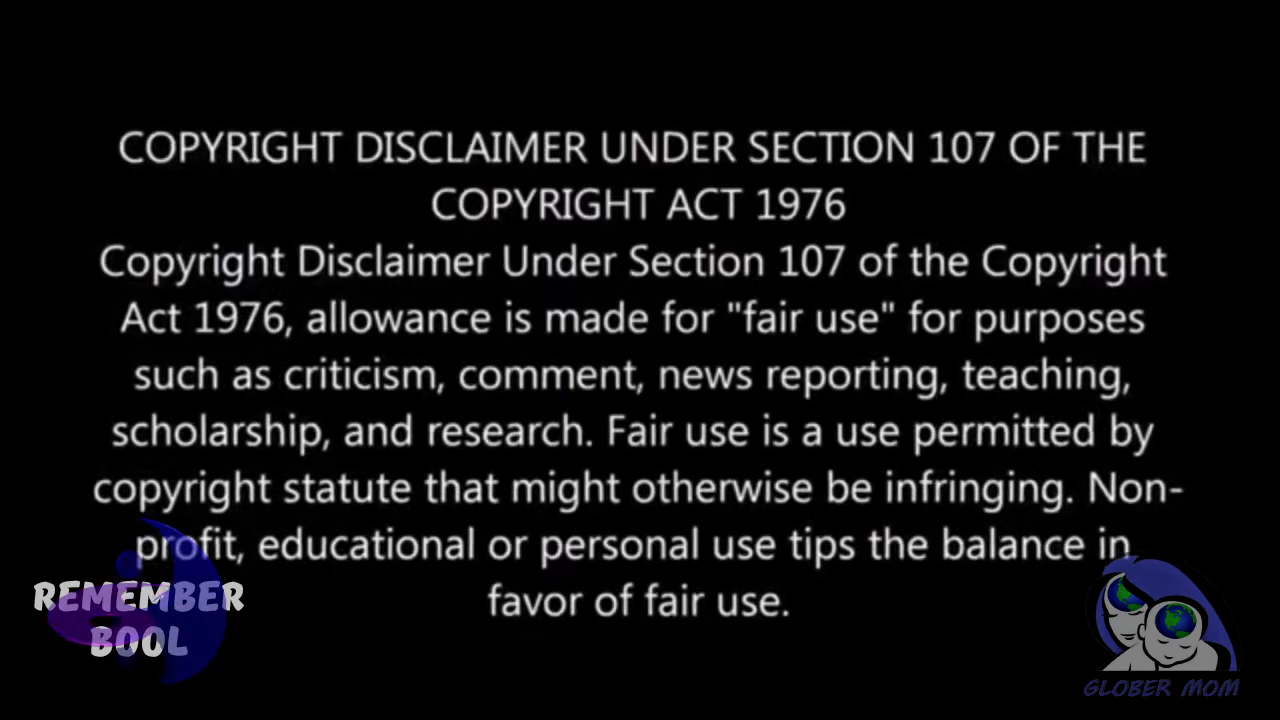 COPYRIGHT DISCLAIMER UNDER SECTION 107 OF THE
COPYRIGHT ACT 1976
Copyright Disclaimer Under Section 107 of the Copyright
Act 1976, allowance is made for "fair use" for purposes
such as criticism, comment, news reporting, teaching,
scholarship, and research. Fair use is a use permitted by
copyright statute that might otherwise be infringing. Non-
profit, educational or personal use tips the balance in
favor of fair use.
REMEMBER
BOOL
GLOBER MOM